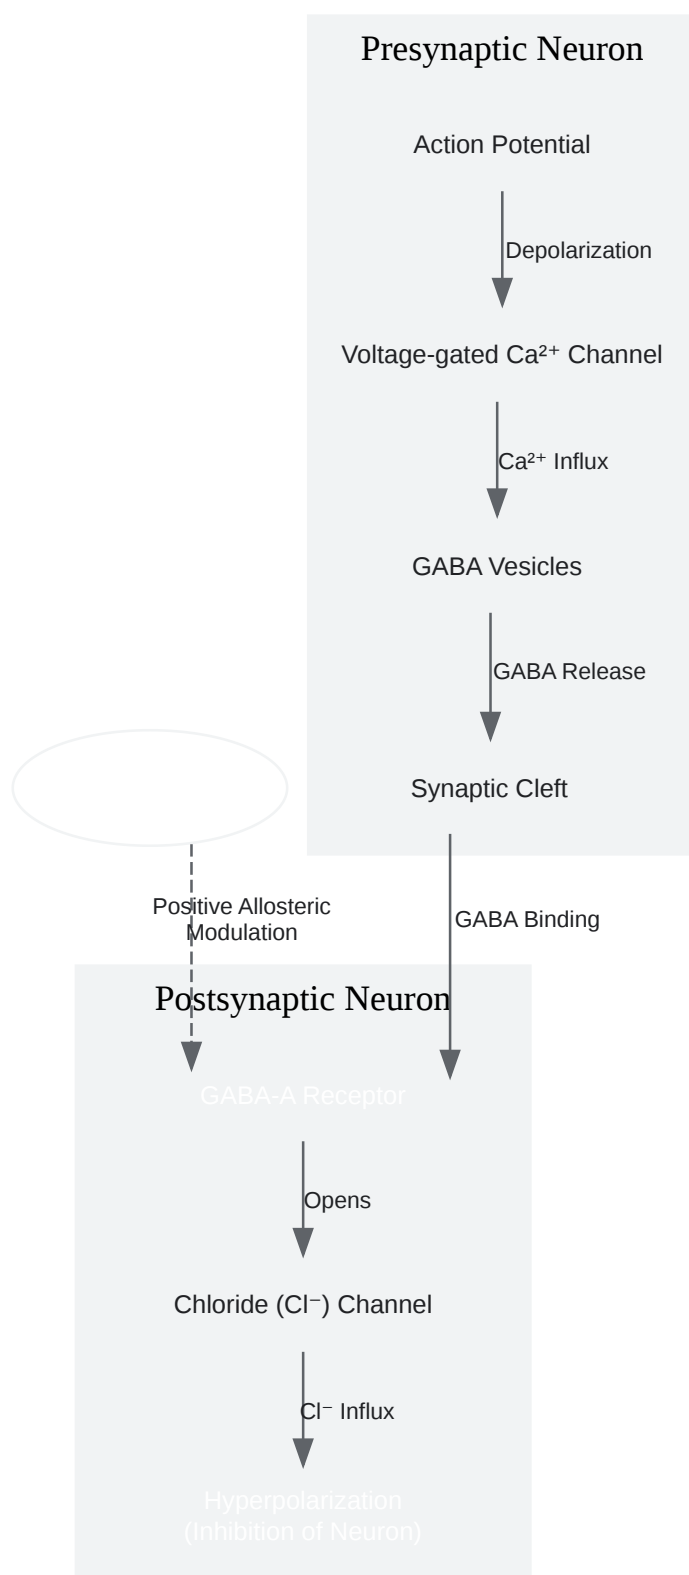 Presynaptic Neuron
Action Potential
Depolarization
Voltage-gated Ca²⁺ Channel
Ca²⁺ Influx
GABA Vesicles
GABA Release
Synaptic Cleft
Positive Allosteric
Modulation
GABA Binding
Postsynaptic Neuron
GABA-A Receptor
Opens
Chloride (Cl⁻) Channel
Cl⁻ Influx
Hyperpolarization
(Inhibition of Neuron)